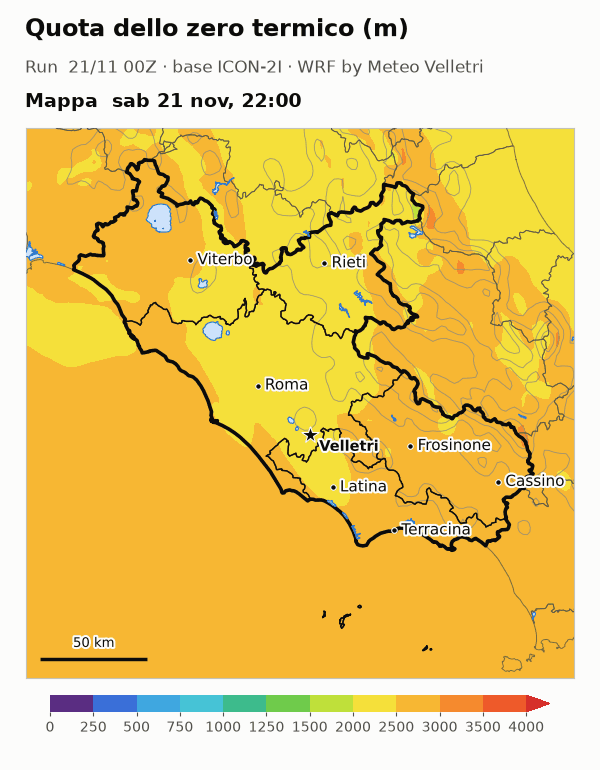 Quota dello zero termico (m)
Run  21/11 00Z · base ICON-2I · WRF by Meteo Velletri
Mappa  sab 21 nov, 22:00
Viterbo
Rieti
Roma
Velletri
Frosinone
Latina
Cassino
Terracina
50 km
0 250 500 750 1000 1250 1500 2000 2500 3000 3500 4000